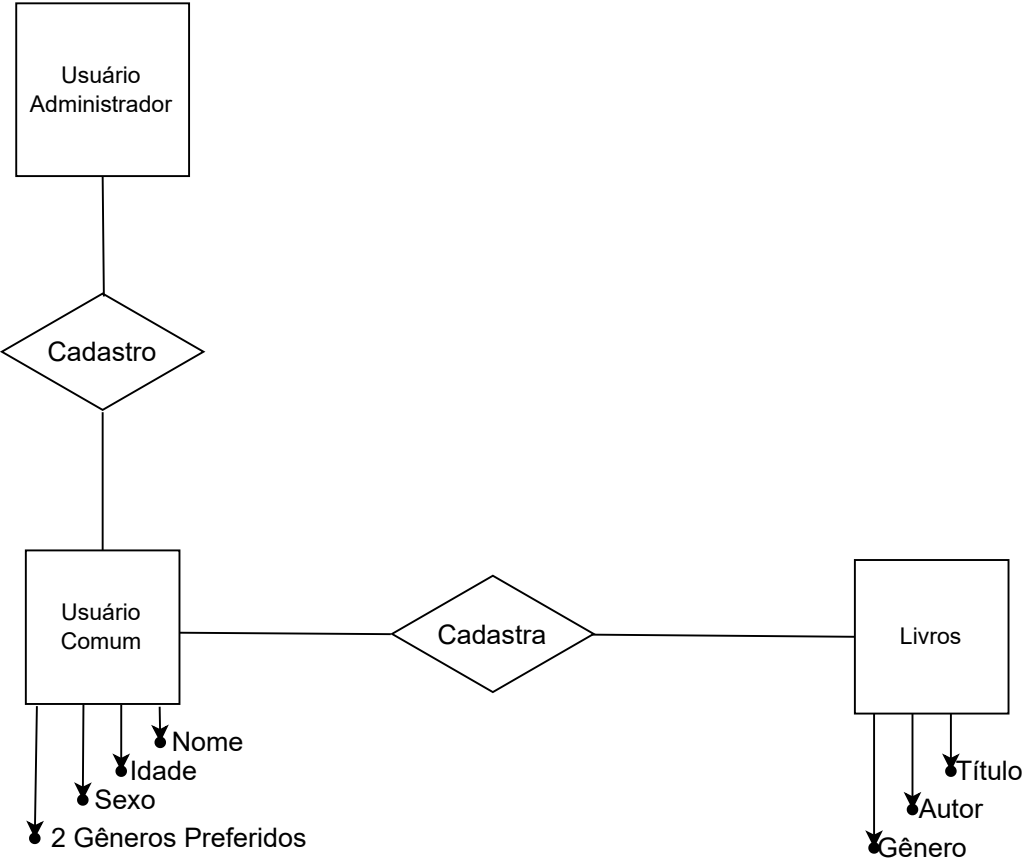 Usuário
Administrador
Cadastro
Usuário
Comum
Cadastra
Livros
Nome
Idade
Sexo
2 Gêneros Preferidos
Título
Autor
Gênero